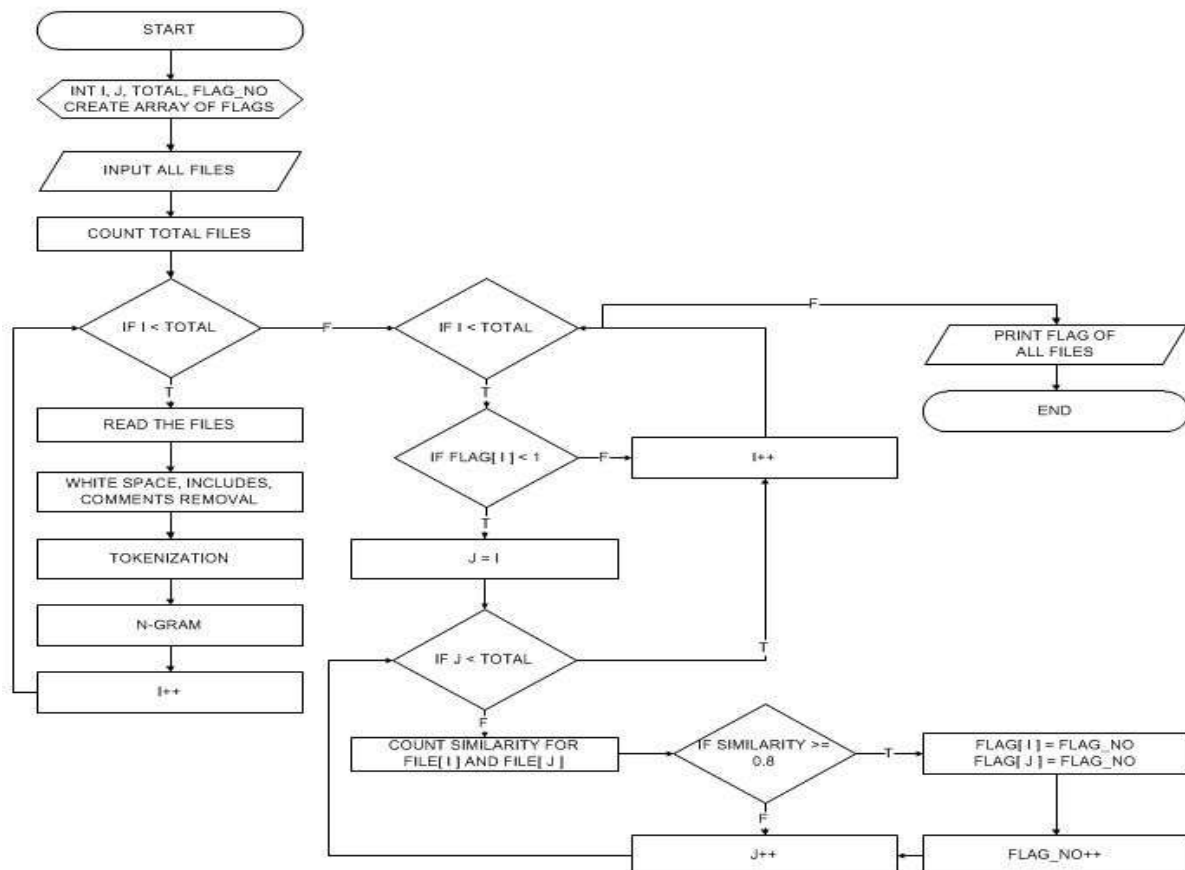 START
INT I, J, TOTAL, FLAG_NO
CREATE ARRAY OF FLAGS
INPUT ALL FILES
COUNT TOTAL FILES
IF I < TOTAL
F
T
READ THE FILES
WHITE SPACE, INCLUDES,
COMMENTS REMOVAL
TOKENIZATION
N-GRAM
I++
IF I < TOTAL
F
T
IF FLAG[ I ] < 1
F
T
I++
J = I
IF J < TOTAL
T
F
COUNT SIMILARITY FOR
FILE[ I ] AND FILE[ J ]
IF SIMILARITY >=
0.8
T
F
FLAG[ I ] = FLAG_NO
FLAG[ J ] = FLAG_NO
FLAG_NO++
J++
PRINT FLAG OF
ALL FILES
END